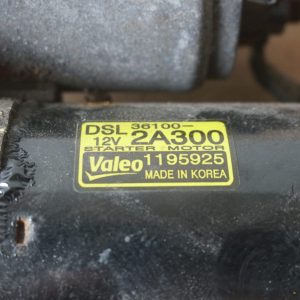 DSL 36100-
12V 2A300
STARTER MOTOR
Valeo 1195925
MADE IN KOREA